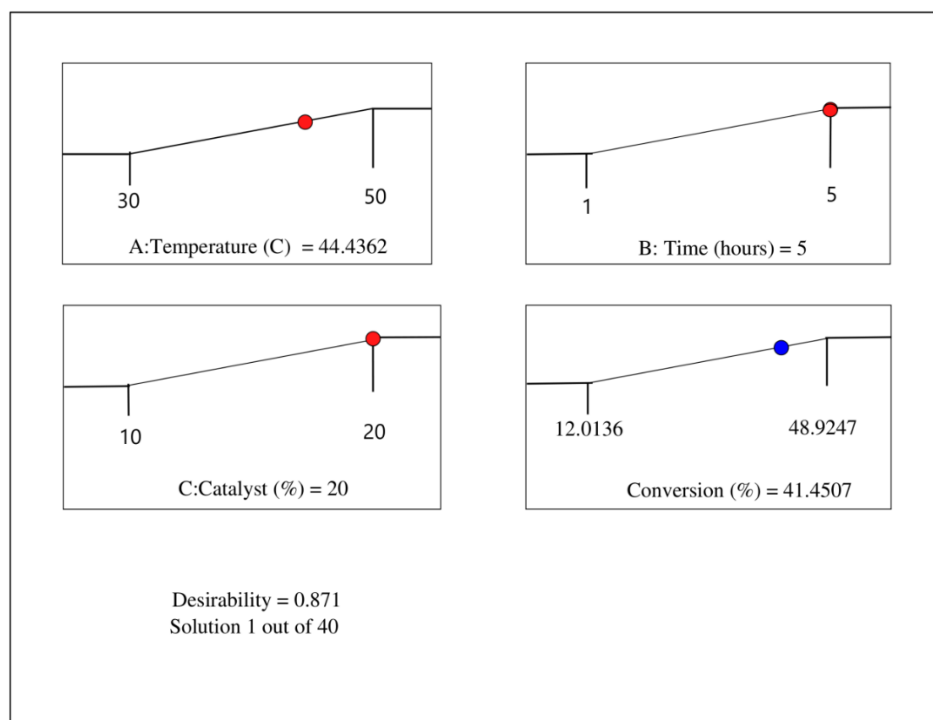 30
50
A:Temperature (C) = 44.4362
1
5
B: Time (hours) = 5
10
20
C:Catalyst (%) = 20
12.0136
48.9247
Conversion (%) = 41.4507
Desirability = 0.871
Solution 1 out of 40